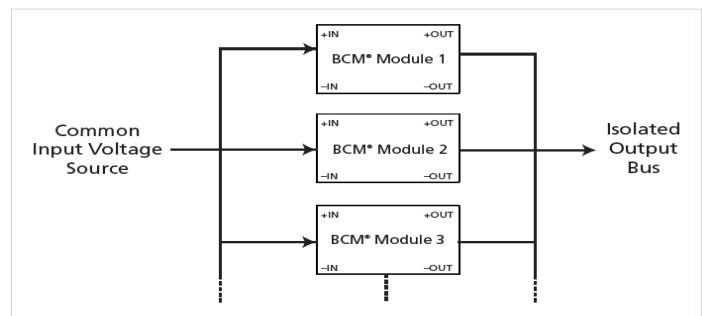 +IN +OUT
BCM® Module 1
–IN –OUT
Common
Input Voltage
Source
+IN +OUT
BCM® Module 2
–IN –OUT
Isolated
Output
Bus
+IN +OUT
BCM® Module 3
–IN –OUT